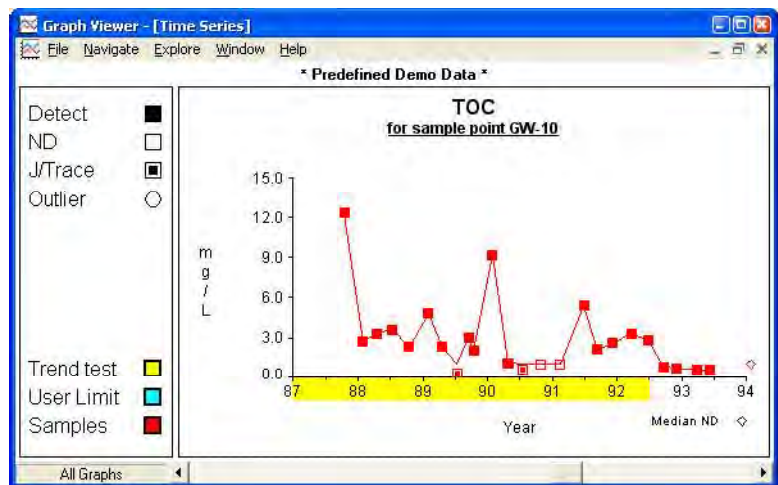 Graph Viewer - [Time Series]
File Navigate Explore Window Help
* Predefined Demo Data *
Detect
ND
J/Trace
Outlier
Trend test
User Limit
Samples
TOC
for sample point GW-10
mg/L
15.0
12.0
9.0
6.0
3.0
0.0
87 88 89 90 91 92 93 94
Year
Median ND
All Graphs